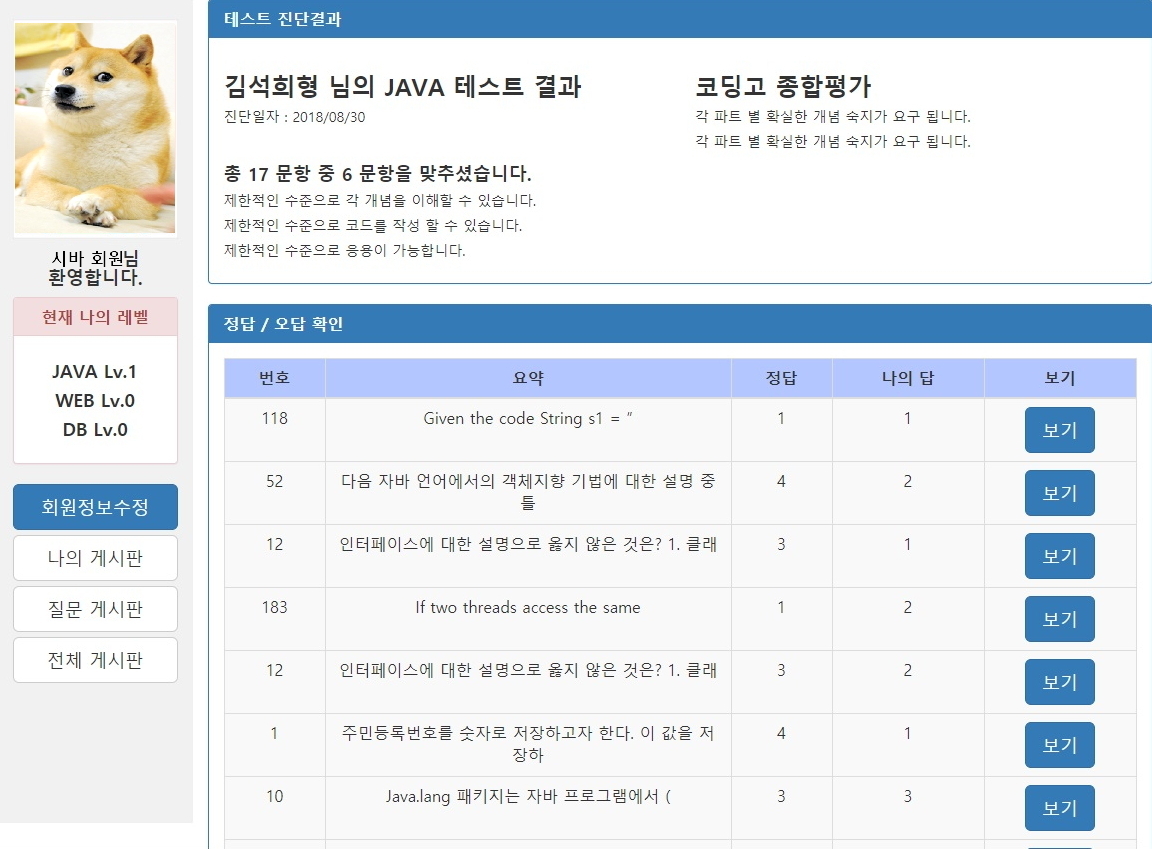 시바 회원님
환영합니다.
현재 나의 레벨
JAVA Lv.1
WEB Lv.0
DB Lv.0
회원정보수정
나의 게시판
질문 게시판
전체 게시판
테스트 진단결과
김석희형 님의 JAVA 테스트 결과
진단일자 : 2018/08/30
총 17 문항 중 6 문항을 맞추셨습니다.
제한적인 수준으로 각 개념을 이해할 수 있습니다.
제한적인 수준으로 코드를 작성 할 수 있습니다.
제한적인 수준으로 응용이 가능합니다.
코딩고 종합평가
각 파트 별 확실한 개념 숙지가 요구 됩니다.
각 파트 별 확실한 개념 숙지가 요구 됩니다.
정답 / 오답 확인
번호 요약 정답 나의 답 보기
118 Given the code String s1 = " 1 1 보기
52 다음 자바 언어에서의 객체지향 기법에 대한 설명 중 4 2 보기
틀
12 인터페이스에 대한 설명으로 옳지 않은 것은? 1. 클래 3 1 보기
183 If two threads access the same 1 2 보기
12 인터페이스에 대한 설명으로 옳지 않은 것은? 1. 클래 3 2 보기
1 주민등록번호를 숫자로 저장하고자 한다. 이 값을 저 4 1 보기
장하
10 Java.lang 패키지는 자바 프로그램에서 ( 3 3 보기